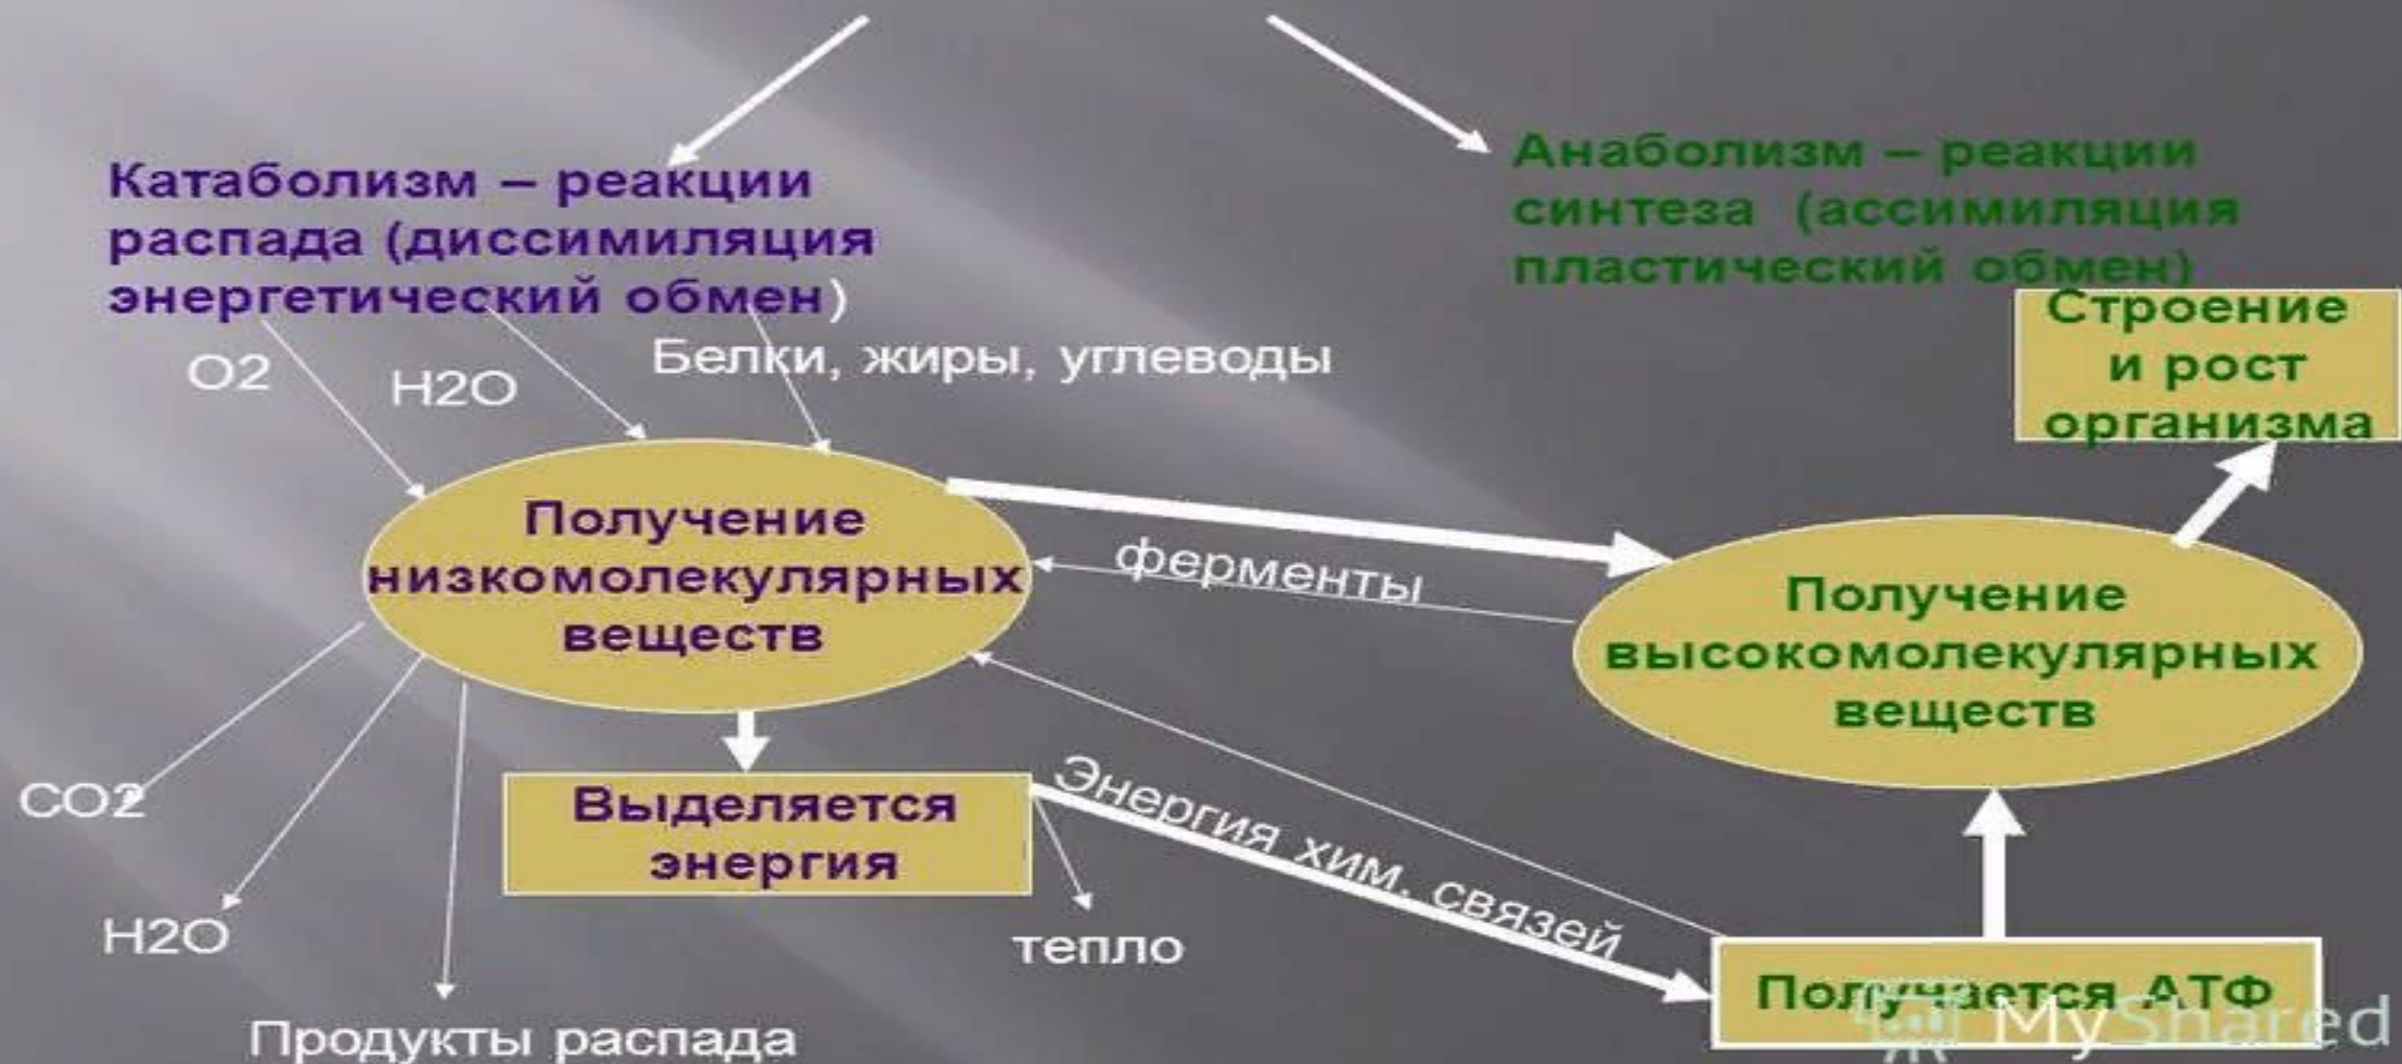 Катаболизм – реакции
распада (диссимиляция
энергетический обмен)
Анаболизм – реакции
синтеза (ассимиляция
пластический обмен)
Строение
и рост
организма
O2
H2O
Белки, жиры, углеводы
Получение
низкомолекулярных
веществ
ферменты
Получение
высокомолекулярных
веществ
CO2
Выделяется
энергия
Энергия хим. связей
H2O
тепло
Получается АТФ
MyShared
Продукты распада